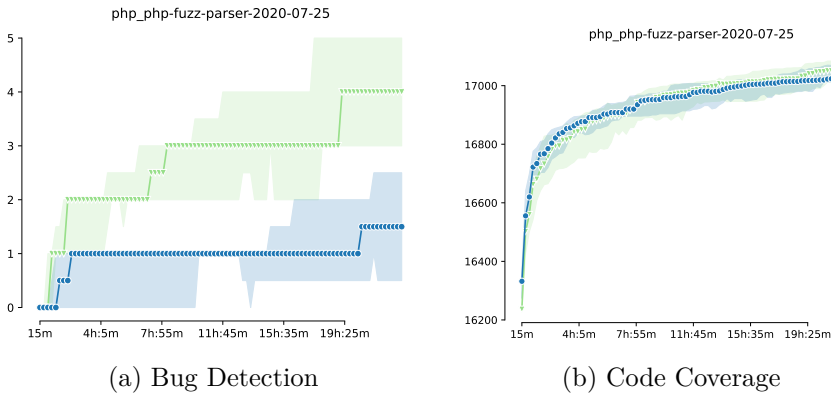 php_php-fuzz-parser-2020-07-25
5
4
3
2
1
0
15m 4h:5m 7h:55m 11h:45m 15h:35m 19h:25m
(a) Bug Detection
php_php-fuzz-parser-2020-07-25
17000
16800
16600
16400
16200
15m 4h:5m 7h:55m 11h:45m 15h:35m 19h:25m
(b) Code Coverage